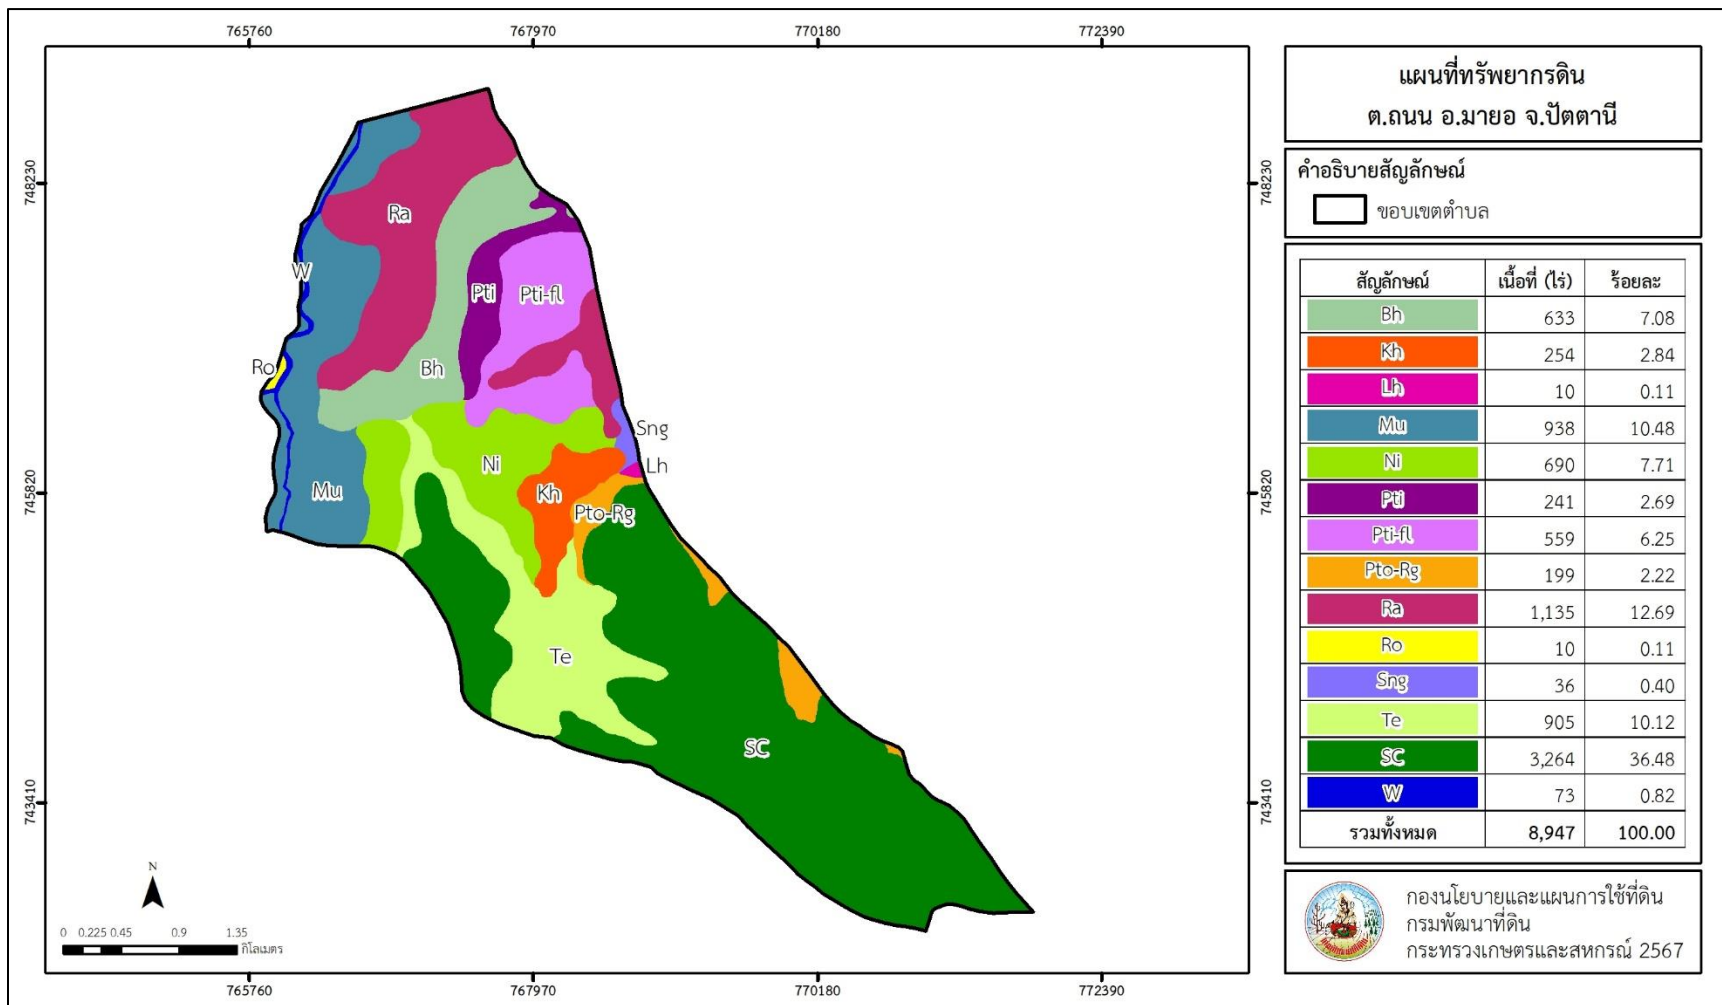 765760 767970 770180 772390
748230 748230
745820 745820
743410 743410
Ra
W
Pti
Pti-fl
Ro
Bh
Sng
Ni
Lh
Mu
Kh
Pto-Rg
Te
SC
N
0 0.225 0.45 0.9 1.35
กิโลเมตร
765760 767970 770180 772390
แผนที่ทรัพยากรดิน
ต.ถนน อ.มายอ จ.ปัตตานี
คำอธิบายสัญลักษณ์
ขอบเขตตำบล
สัญลักษณ์ เนื้อที่ (ไร่) ร้อยละ
Bh 633 7.08
Kh 254 2.84
Lh 10 0.11
Mu 938 10.48
Ni 690 7.71
Pti 241 2.69
Pti-fl 559 6.25
Pto-Rg 199 2.22
Ra 1,135 12.69
Ro 10 0.11
Sng 36 0.40
Te 905 10.12
SC 3,264 36.48
W 73 0.82
รวมทั้งหมด 8,947 100.00
กองนโยบายและแผนการใช้ที่ดิน
กรมพัฒนาที่ดิน
กระทรวงเกษตรและสหกรณ์ 2567